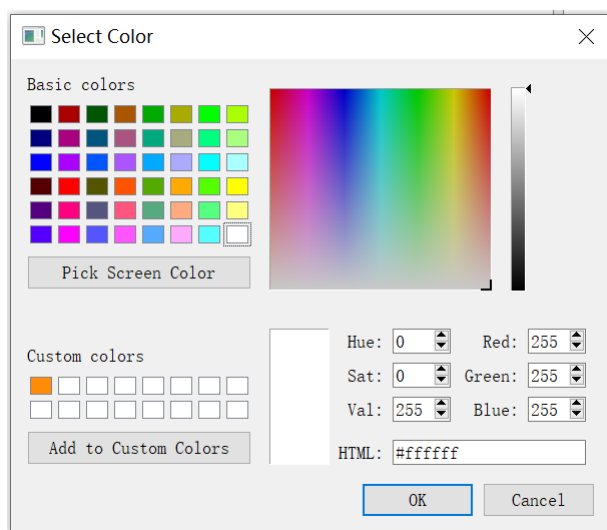 Select Color
Basic colors
Pick Screen Color
Custom colors
Add to Custom Colors
Hue: 0 Red: 255
Sat: 0 Green: 255
Val: 255 Blue: 255
HTML: #ffffff
OK Cancel